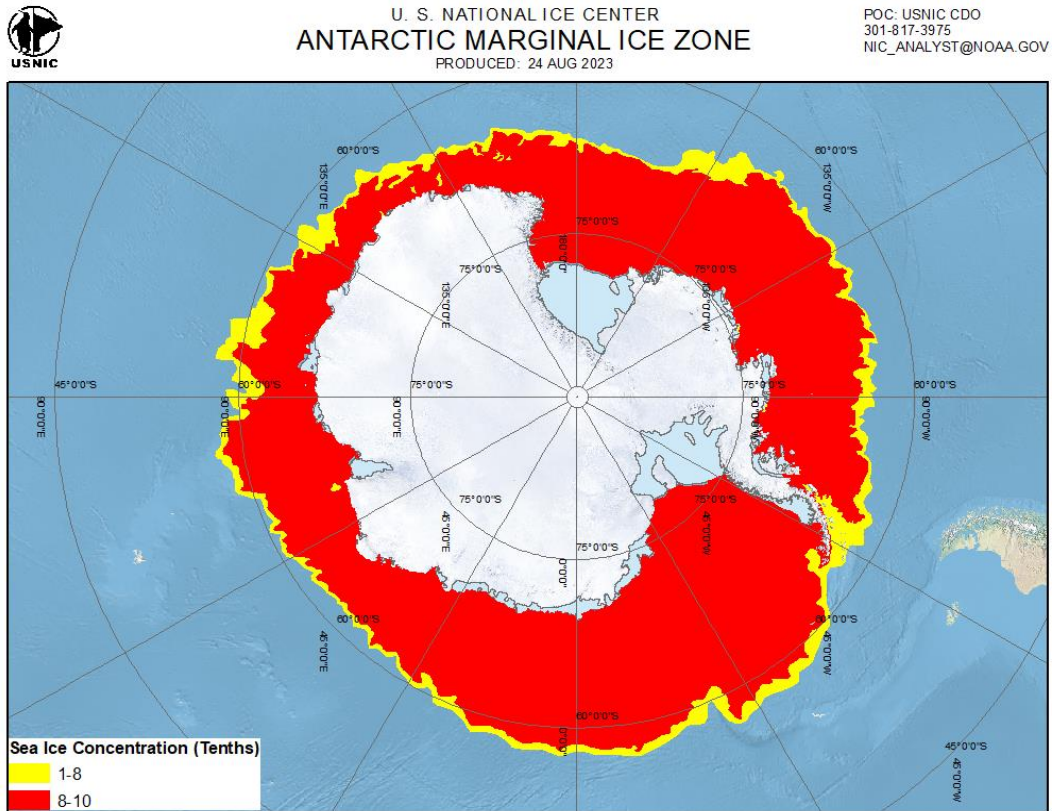 USNIC
U. S. NATIONAL ICE CENTER
ANTARCTIC MARGINAL ICE ZONE
PRODUCED: 24 AUG 2023
POC: USNIC CDO
301-817-3975
NIC_ANALYST@NOAA.GOV
60°0'0"S
60°0'0"S
135°0'0"E
135°0'0"W
75°0'0"S
180°0'0"
75°0'0"S
75°0'0"S
135°0'0"E
135°0'0"W
45°0'0"S
60°0'0"S
75°0'0"S
75°0'0"S
60°0'0"S
90°0'0"E
90°0'0"E
90°0'0"E
90°0'0"W
90°0'0"W
75°0'0"S
75°0'0"S
45°0'0"E
45°0'0"W
75°0'0"S
0°0'0"
60°0'0"S
60°0'0"S
45°0'0"E
45°0'0"W
60°0'0"S
0°0'0"
45°0'0"S
45°0'0"W
Sea Ice Concentration (Tenths)
1-8
8-10